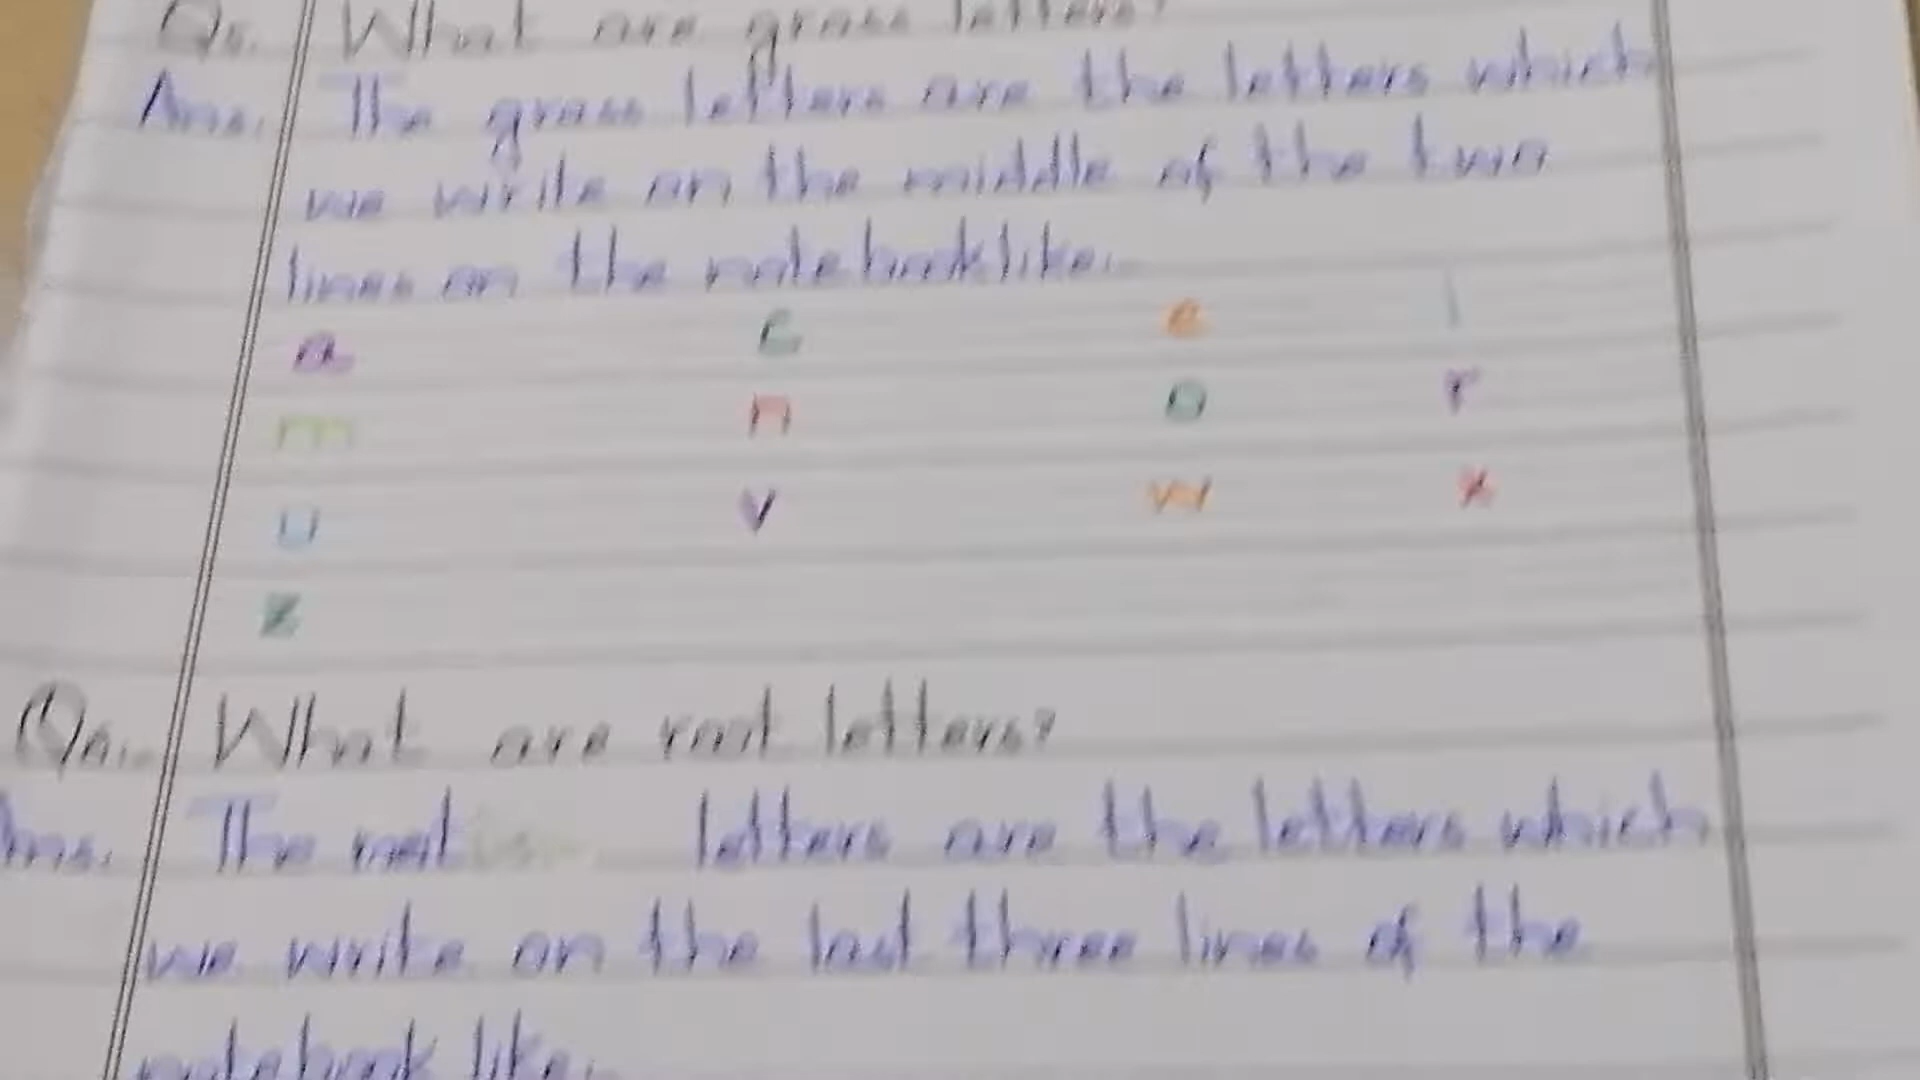 Q5. What are grass letters?
Ans. The grass letters are the letters which
we write on the middle of the two
lines on the notebook like:-
a c e i
m n o r
u v w x
z
Q6:- What are root letters?
Ans. The root letters are the letters which
we write on the last three lines of the
notebook like:-